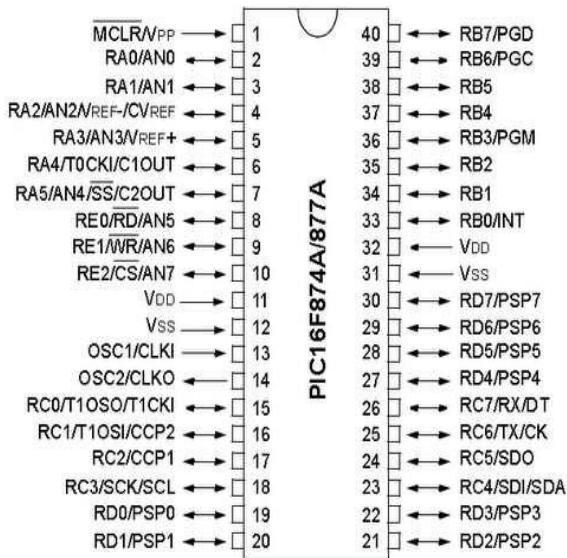 MCLR/VPP 1 40 RB7/PGD
RA0/AN0 2 39 RB6/PGC
RA1/AN1 3 38 RB5
RA2/AN2/VREF-/CVREF 4 37 RB4
RA3/AN3/VREF+ 5 36 RB3/PGM
RA4/T0CKI/C1OUT 6 35 RB2
RA5/AN4/SS/C2OUT 7 34 RB1
RE0/RD/AN5 8 33 RB0/INT
RE1/WR/AN6 9 32 VDD
RE2/CS/AN7 10 31 VSS
VDD 11 30 RD7/PSP7
VSS 12 29 RD6/PSP6
OSC1/CLKI 13 28 RD5/PSP5
OSC2/CLKO 14 27 RD4/PSP4
RC0/T1OSO/T1CKI 15 26 RC7/RX/DT
RC1/T1OSI/CCP2 16 25 RC6/TX/CK
RC2/CCP1 17 24 RC5/SDO
RC3/SCK/SCL 18 23 RC4/SDI/SDA
RD0/PSP0 19 22 RD3/PSP3
RD1/PSP1 20 21 RD2/PSP2
PIC16F874A/877A